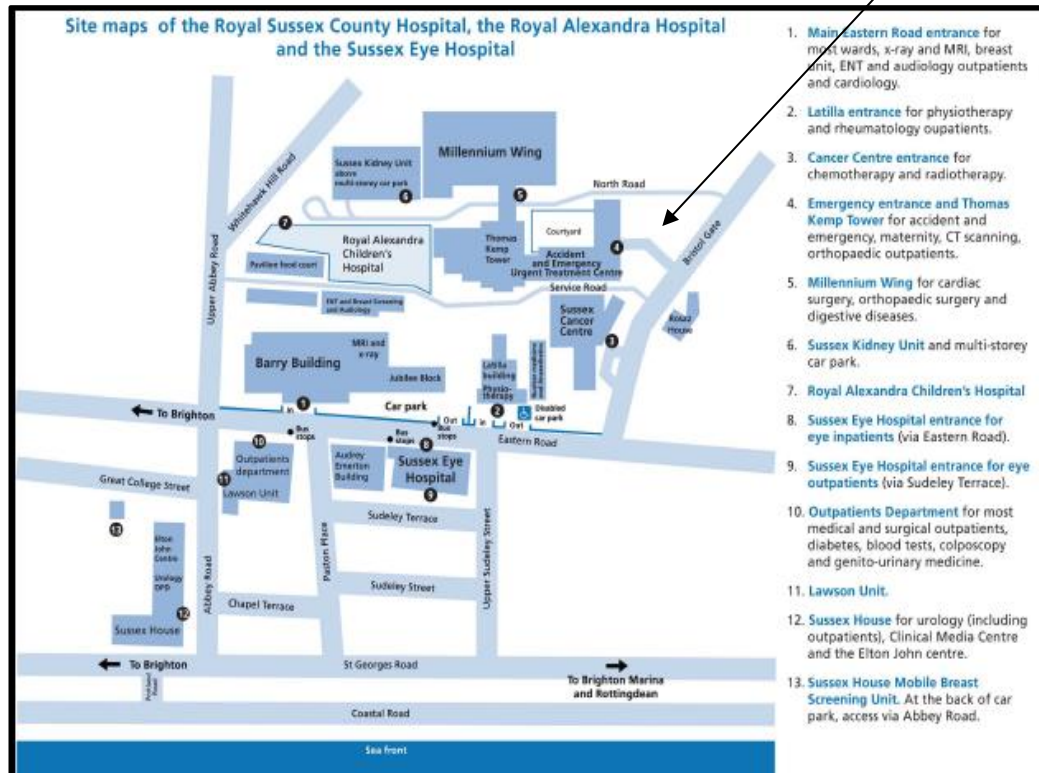 Site maps of the Royal Sussex County Hospital, the Royal Alexandra Hospital
and the Sussex Eye Hospital
Millennium Wing
Sussex Kidney Unit
above
multi-storey car park
6
5
North Road
Whitehawk Hill Road
7
Royal Alexandra
Children's
Hospital
Pavilion food court
Thomas
Kemp
Tower
Courtyard
4
Accident
and Emergency
Urgent Treatment Centre
Bristol Gate
Upper Abbey Road
Service Road
ENT and Breast Screening
and Audiology
Sussex
Cancer
Centre
3
Rosaz
House
MRI and
x-ray
Barry Building
Jubilee Block
Latilla
building
Physio-
therapy
To Brighton
1
In
Car park
Out
2
In
Out
Disabled
car park
Eastern Road
Bus
stops
Bus
stops
Bus
stops
10
Outpatients
department
11
Lawson Unit
Audrey
Emerton
Building
8
Sussex Eye
Hospital
9
Great College Street
13
Sudeley Terrace
Elton
John
Centre
Urology
OPD
12
Sussex House
Abbey Road
Paston Place
Upper Sudeley Street
Sudeley Street
Chapel Terrace
To Brighton
St Georges Road
To Brighton Marina
and Rottingdean
Coastal Road
Sea front
1. Main Eastern Road entrance for
most wards, x-ray and MRI, breast
unit, ENT and audiology outpatients
and cardiology.
2. Latilla entrance for physiotherapy
and rheumatology oupatients.
3. Cancer Centre entrance for
chemotherapy and radiotherapy.
4. Emergency entrance and Thomas
Kemp Tower for accident and
emergency, maternity, CT scanning,
orthopaedic outpatients.
5. Millennium Wing for cardiac
surgery, orthopaedic surgery and
digestive diseases.
6. Sussex Kidney Unit and multi-storey
car park.
7. Royal Alexandra Children's Hospital
8. Sussex Eye Hospital entrance for
eye inpatients (via Eastern Road).
9. Sussex Eye Hospital entrance for eye
outpatients (via Sudeley Terrace).
10. Outpatients Department for most
medical and surgical outpatients,
diabetes, blood tests, colposcopy
and genito-urinary medicine.
11. Lawson Unit.
12. Sussex House for urology (including
outpatients), Clinical Media Centre
and the Elton John centre.
13. Sussex House Mobile Breast
Screening Unit. At the back of car
park, access via Abbey Road.